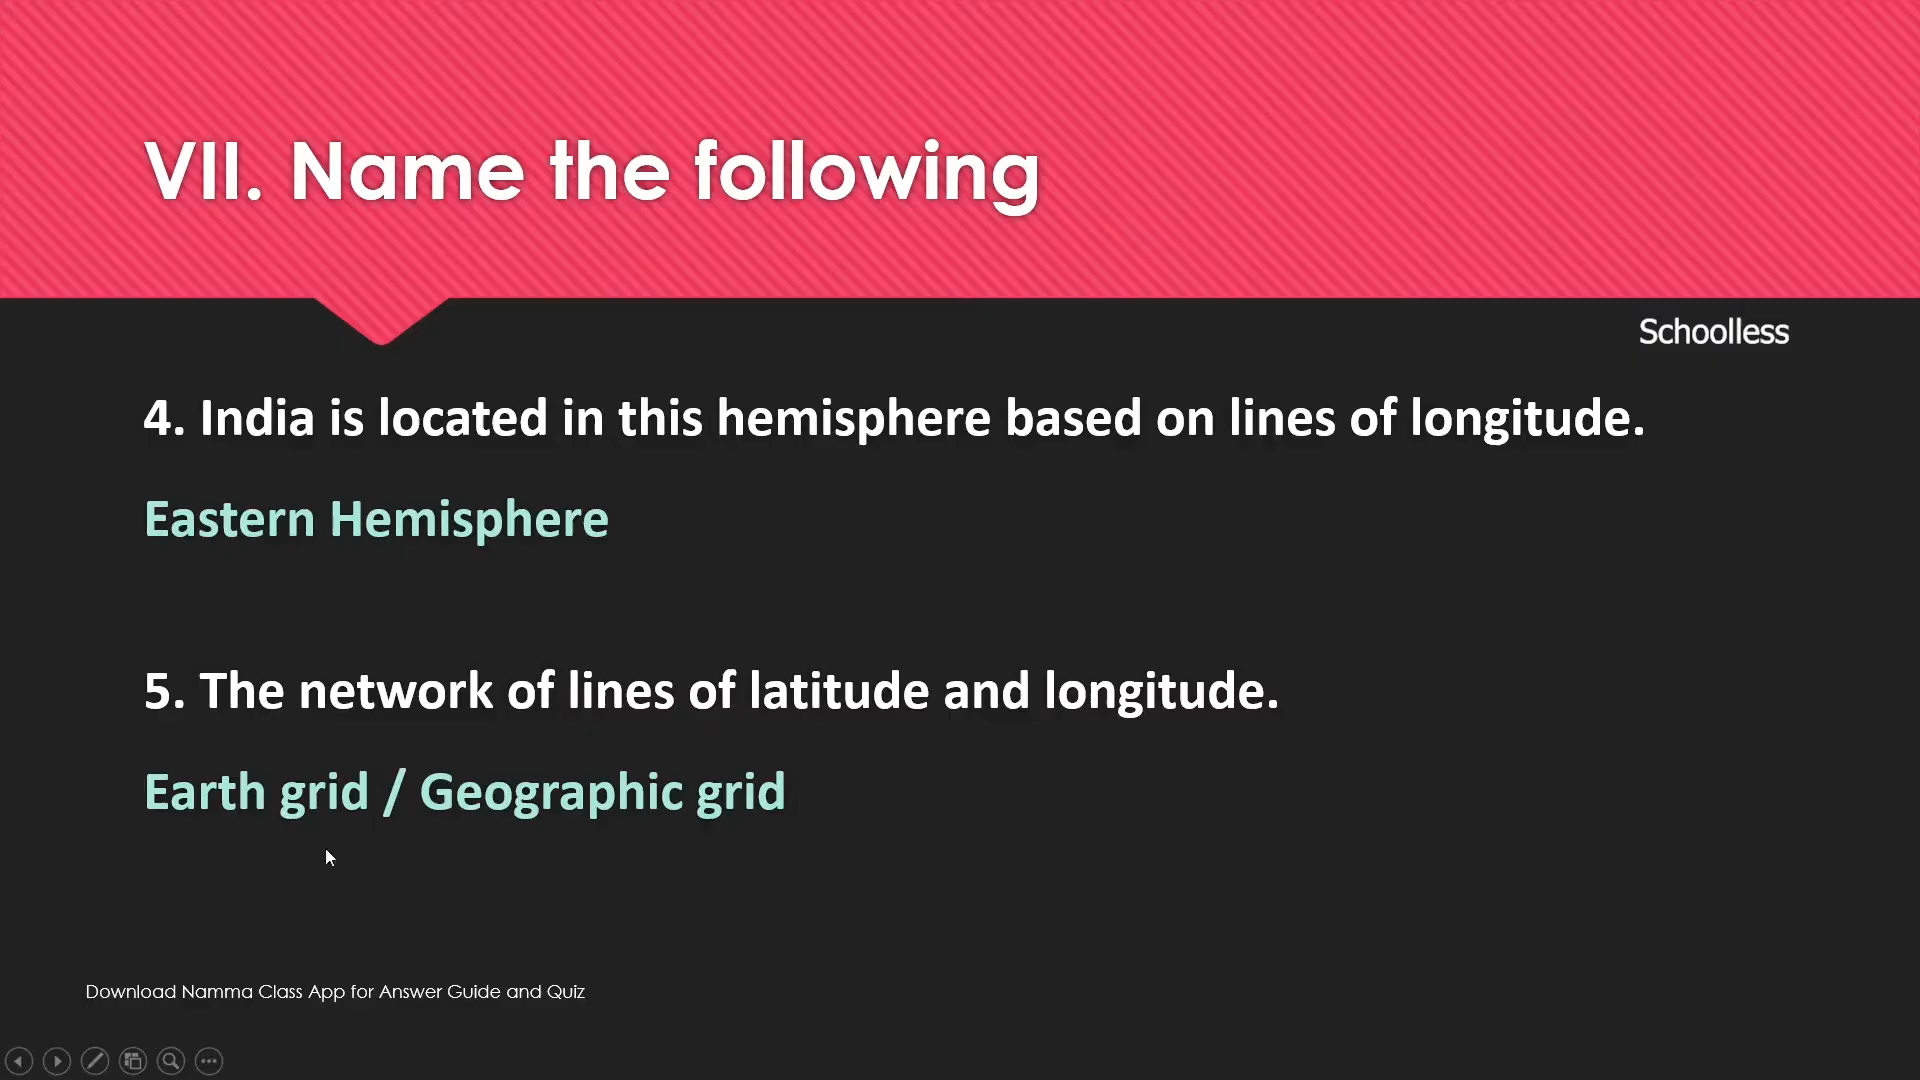 VII. Name the following
Schoolless
4. India is located in this hemisphere based on lines of longitude.
Eastern Hemisphere
5. The network of lines of latitude and longitude.
Earth grid / Geographic grid
Download Namma Class App for Answer Guide and Quiz